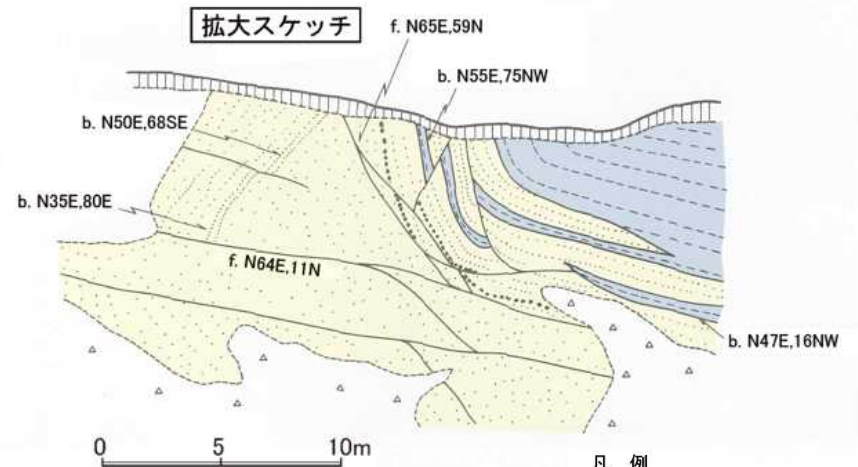 拡大スケッチ
f. N65E,59N
b. N55E,75NW
b. N50E,68SE
b. N35E,80E
f. N64E,11N
b. N47E,16NW
0 5 10m
凡 例